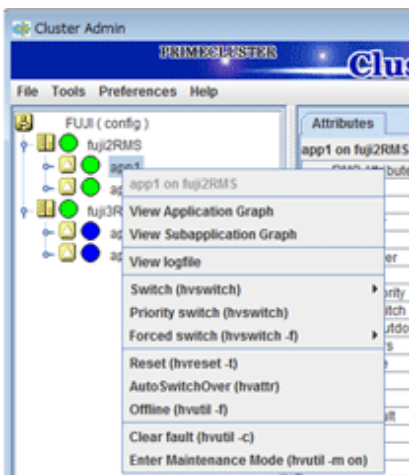 Cluster Admin
PRIMECLUSTER
Clus
File Tools Preferences Help
FUJI ( config )
Attributes
fuji2RMS
app1 on fuji2RMS
app1
app1 on fuji2RMS
View Application Graph
fuji3R
View Subapplication Graph
View logfile
Switch (hvswitch)
Priority switch (hvswitch)
Forced switch (hvswitch -f)
Reset (hvreset -t)
AutoSwitchOver (hvattr)
Offline (hvutil -f)
Clear fault (hvutil -c)
Enter Maintenance Mode (hvutil -m on)